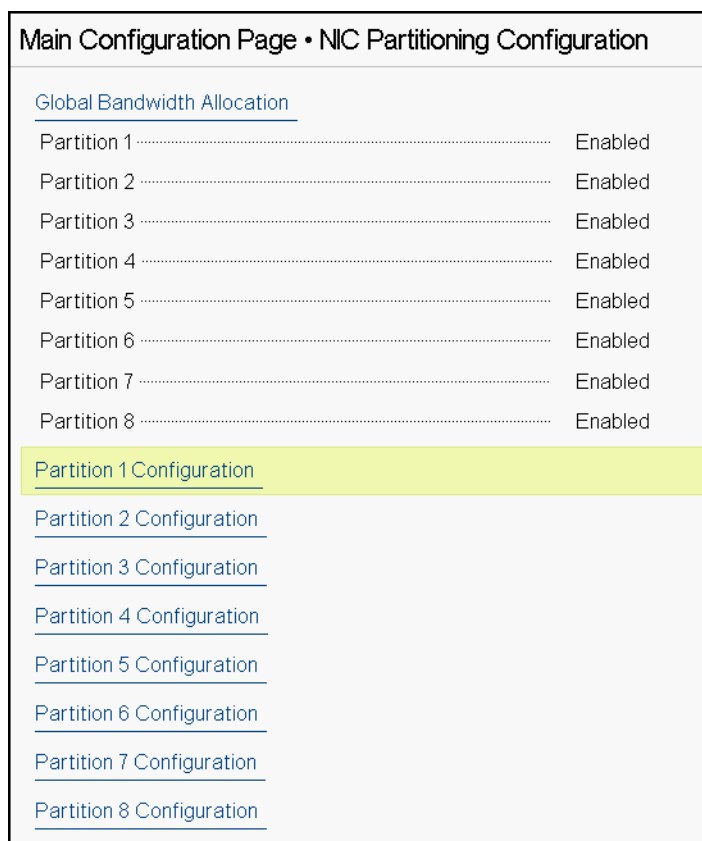 Main Configuration Page • NIC Partitioning Configuration
Global Bandwidth Allocation
Partition 1 Enabled
Partition 2 Enabled
Partition 3 Enabled
Partition 4 Enabled
Partition 5 Enabled
Partition 6 Enabled
Partition 7 Enabled
Partition 8 Enabled
Partition 1 Configuration
Partition 2 Configuration
Partition 3 Configuration
Partition 4 Configuration
Partition 5 Configuration
Partition 6 Configuration
Partition 7 Configuration
Partition 8 Configuration